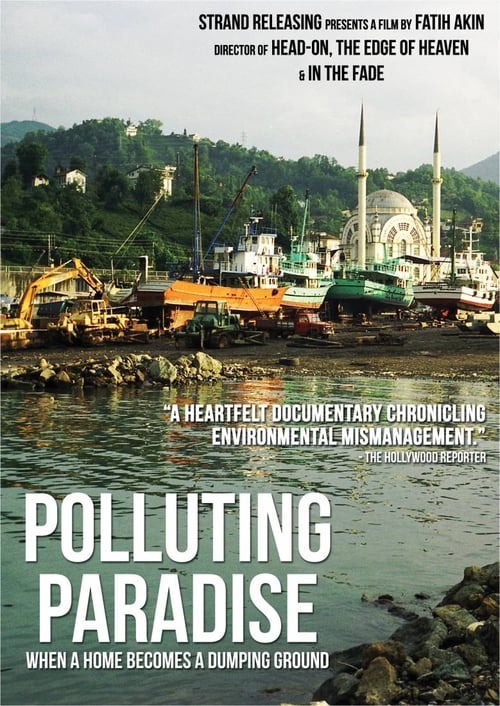 STRAND RELEASING PRESENTS A FILM BY FATIH AKIN
DIRECTOR OF HEAD-ON, THE EDGE OF HEAVEN
& IN THE FADE
“A HEARTFELT DOCUMENTARY CHRONICLING
ENVIRONMENTAL MISMANAGEMENT.”
- THE HOLLYWOOD REPORTER
POLLUTING
PARADISE
WHEN A HOME BECOMES A DUMPING GROUND